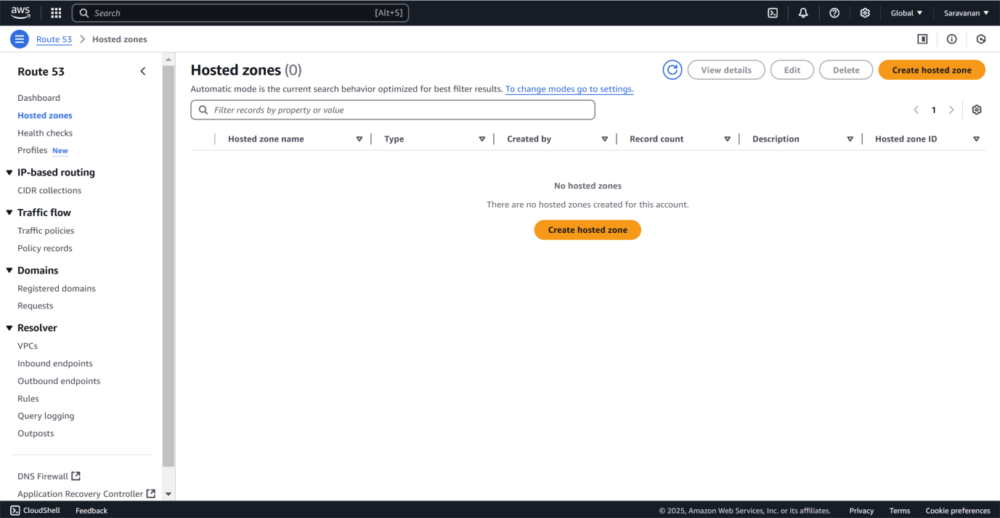 aws Search [Alt+S] Global Saravanan
Route 53 Hosted zones
Route 53
Dashboard
Hosted zones
Health checks
Profiles New
IP-based routing
CIDR collections
Traffic flow
Traffic policies
Policy records
Domains
Registered domains
Requests
Resolver
VPCs
Inbound endpoints
Outbound endpoints
Rules
Query logging
Outposts
DNS Firewall
Application Recovery Controller
Hosted zones (0)
View details Edit Delete Create hosted zone
Automatic mode is the current search behavior optimized for best filter results. To change modes go to settings.
Filter records by property or value
1
Hosted zone name Type Created by Record count Description Hosted zone ID
No hosted zones
There are no hosted zones created for this account.
Create hosted zone
CloudShell Feedback © 2025, Amazon Web Services, Inc. or its affiliates. Privacy Terms Cookie preferences